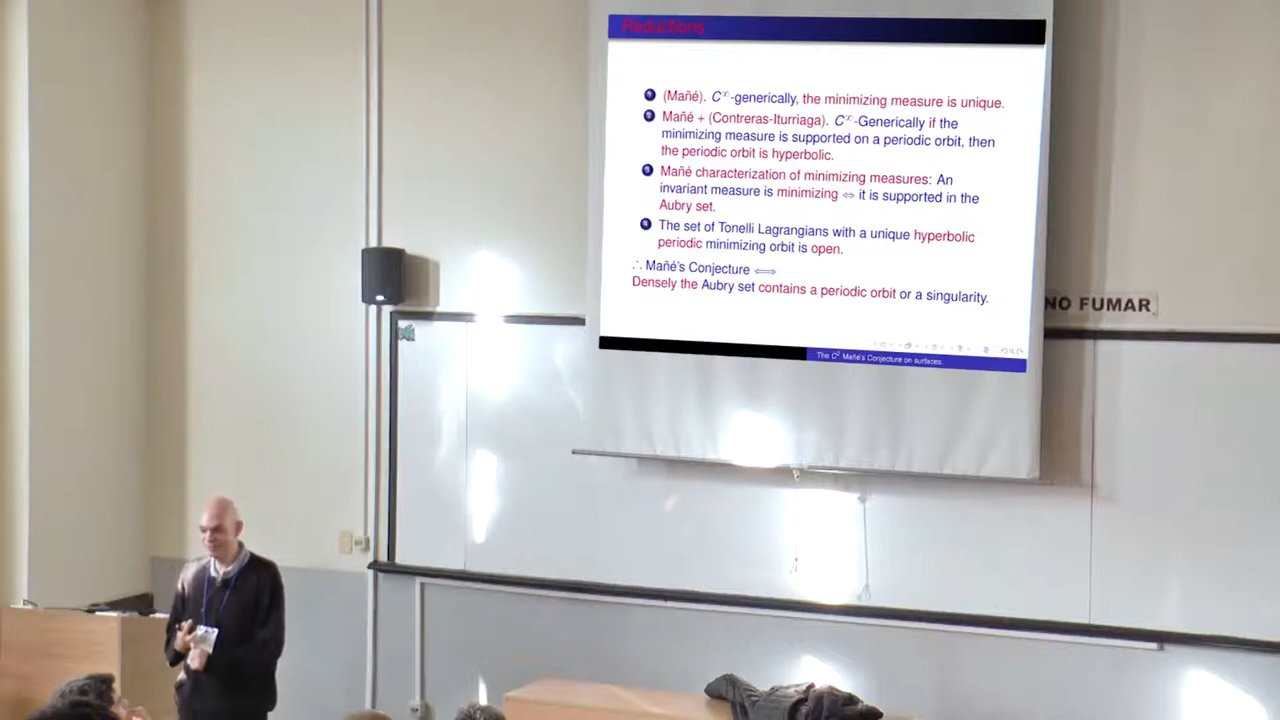 Reductions
(Mañé). C^∞-generically, the minimizing measure is unique.
Mañé + (Contreras-Iturriaga). C^∞-Generically if the
minimizing measure is supported on a periodic orbit, then
the periodic orbit is hyperbolic.
Mañé characterization of minimizing measures: An
invariant measure is minimizing ⇔ it is supported in the
Aubry set.
The set of Tonelli Lagrangians with a unique hyperbolic
periodic minimizing orbit is open.
∴ Mañé's Conjecture ⟺
Densely the Aubry set contains a periodic orbit or a singularity.
The C² Mañé's Conjecture on surfaces.
NO FUMAR